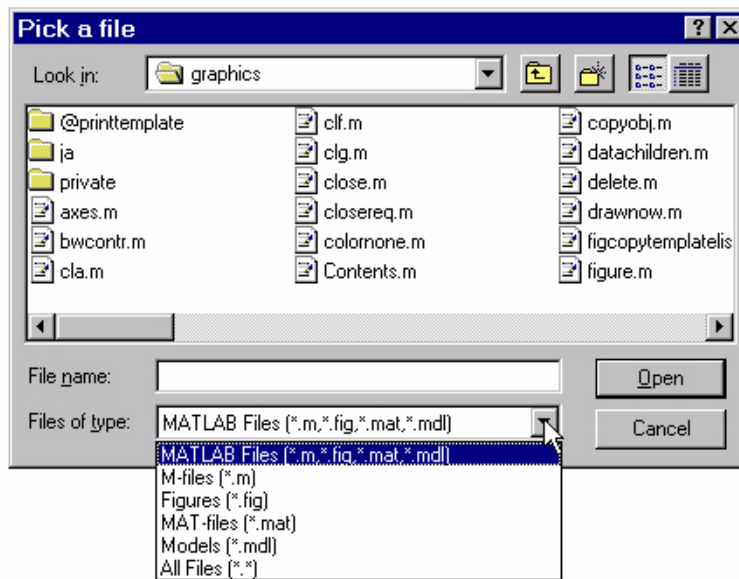 Pick a file
Look in: graphics
@printtemplate clf.m copyobj.m
ja clg.m datachildren.m
private close.m delete.m
axes.m closereq.m drawnow.m
bwcontr.m colornone.m figcopytemplatelis
cla.m Contents.m figure.m
File name: Open
Files of type: MATLAB Files (*.m,*.fig,*.mat,*.mdl) Cancel
MATLAB Files (*.m,*.fig,*.mat,*.mdl)
M-files (*.m)
Figures (*.fig)
MAT-files (*.mat)
Models (*.mdl)
All Files (*.*)